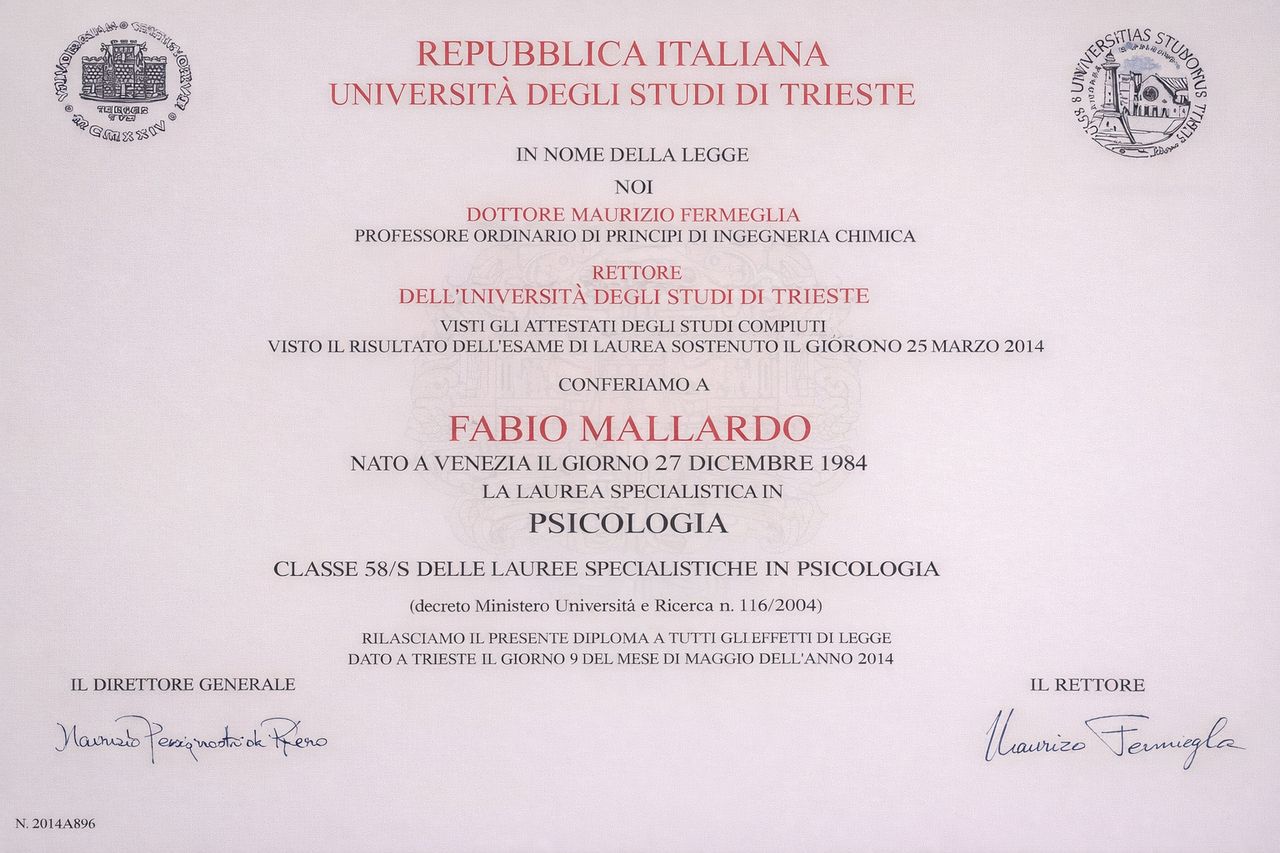 REPUBBLICA ITALIANA
UNIVERSITÀ DEGLI STUDI DI TRIESTE
IN NOME DELLA LEGGE
NOI
DOTTORE MAURIZIO FERMEGLIA
PROFESSORE ORDINARIO DI PRINCIPI DI INGEGNERIA CHIMICA
RETTORE
DELL'UNIVERSITÀ DEGLI STUDI DI TRIESTE
VISTI GLI ATTESTATI DEGLI STUDI COMPIUTI
VISTO IL RISULTATO DELL'ESAME DI LAUREA SOSTENUTO IL GIÓRONO 25 MARZO 2014
CONFERIAMO A
FABIO MALLARDO
NATO A VENEZIA IL GIORNO 27 DICEMBRE 1984
LA LAUREA SPECIALISTICA IN
PSICOLOGIA
CLASSE 58/S DELLE LAUREE SPECIALISTICHE IN PSICOLOGIA
(decreto Ministero Universitá e Ricerca n. 116/2004)
RILASCIAMO IL PRESENTE DIPLOMA A TUTTI GLI EFFETTI DI LEGGE
DATO A TRIESTE IL GIORNO 9 DEL MESE DI MAGGIO DELL'ANNO 2014
IL DIRETTORE GENERALE
IL RETTORE
Maurizo Fermieglia
N. 2014A896
MCMXXIV